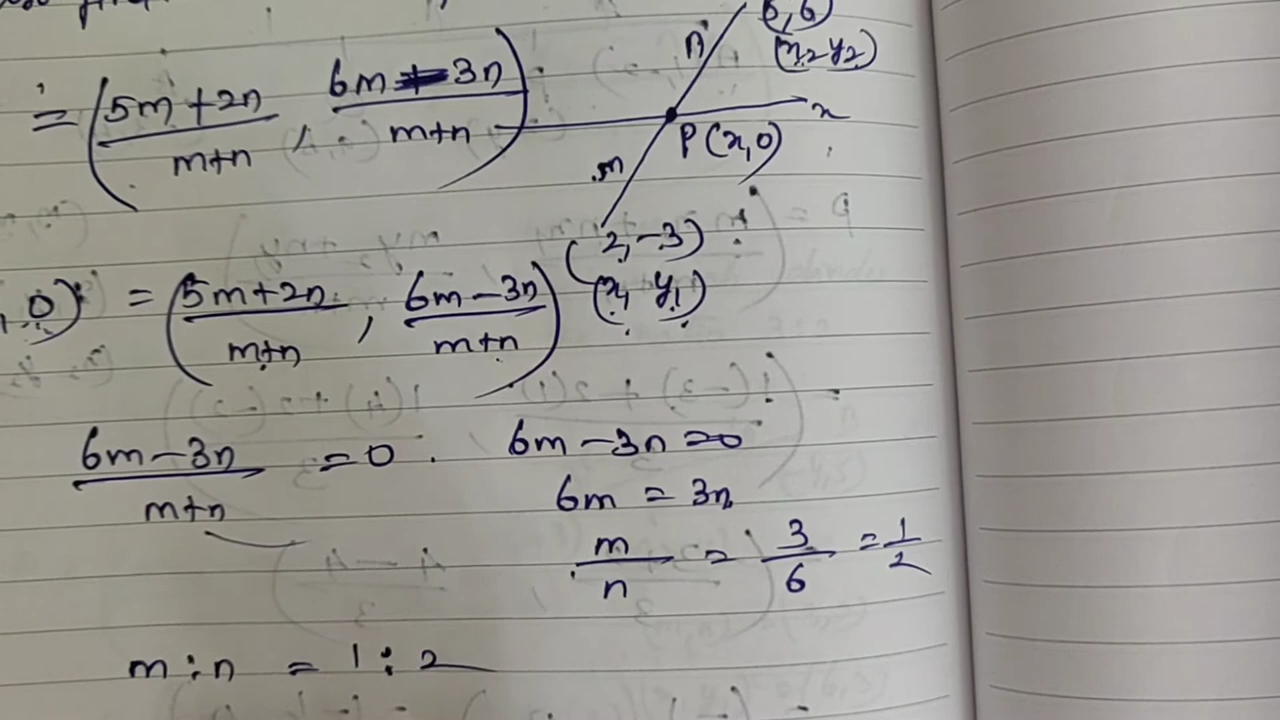 = (5m+2n / m+n , 6m - 3n / m+n)
n
(5,6)
(x2 y2)
x
P(x,0)
m
(2,-3)
(x1 y1)
, 0) = (5m+2n / m+n , 6m-3n / m+n)
6m-3n / m+n = 0
6m-3n=0
6m = 3n
m/n = 3/6 = 1/2
m:n = 1:2